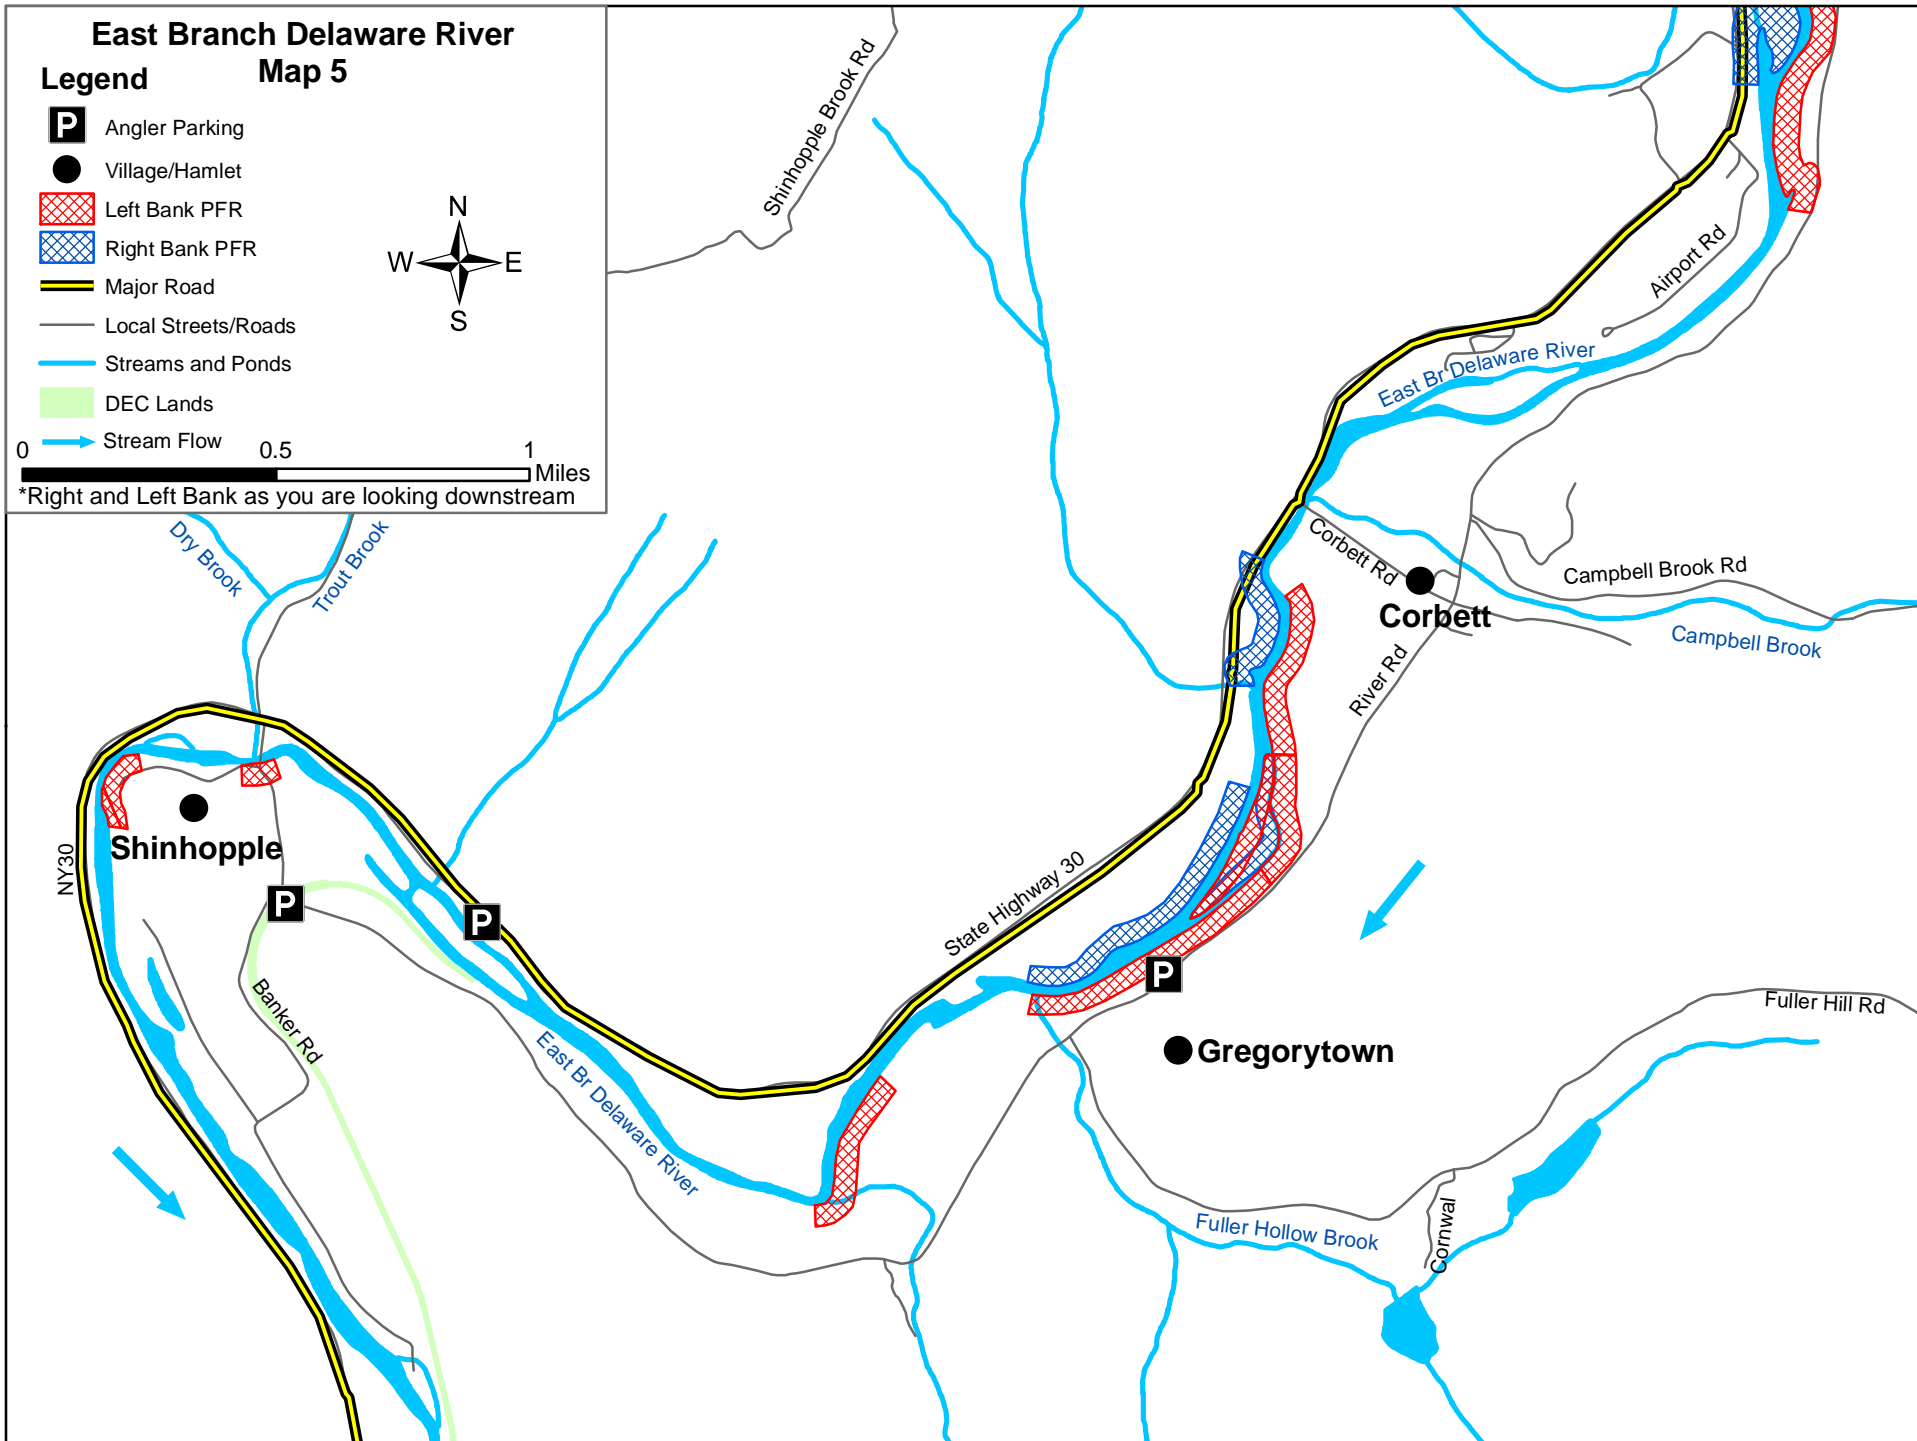 East Branch Delaware River
Map 5
Legend
P Angler Parking
Village/Hamlet
Left Bank PFR
Right Bank PFR
Major Road
Local Streets/Roads
Streams and Ponds
DEC Lands
Stream Flow
N
W E
S
0 0.5 1
Miles
*Right and Left Bank as you are looking downstream
Shinhopple Brook Rd
Airport Rd
East Br Delaware River
Dry Brook
Trout Brook
Corbett Rd
Corbett
Campbell Brook Rd
Campbell Brook
River Rd
NY30
Shinhopple
P
P
State Highway 30
P
Banker Rd
East Br Delaware River
Gregorytown
Fuller Hill Rd
Fuller Hollow Brook
Cornwal